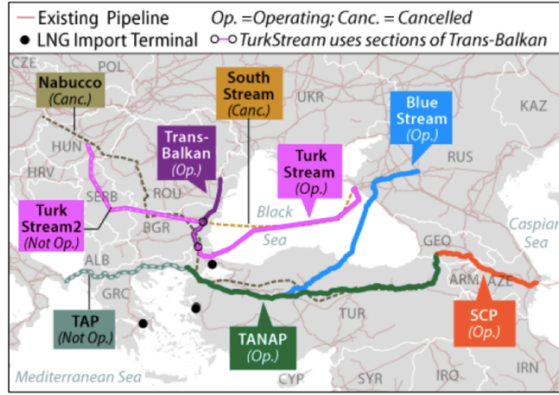 Existing Pipeline Op. =Operating; Canc. = Cancelled
LNG Import Terminal TurkStream uses sections of Trans-Balkan
CZE
POL
Nabucco
(Canc.)
South
Stream
(Canc.)
UKR
Blue
Stream
(Op.)
KAZ
HUN
Trans-
Balkan
(Op.)
Turk
Stream
(Op.)
RUS
HRV
SERB
ROU
Turk
Stream2
(Not Op.)
BGR
Black
Sea
Caspian
Sea
GEO
ALB
ARM
AZE
GRC
TAP
(Not Op.)
TANAP
(Op.)
TUR
SCP
(Op.)
Mediterranean Sea
CYP
SYR
IRQ
IRN